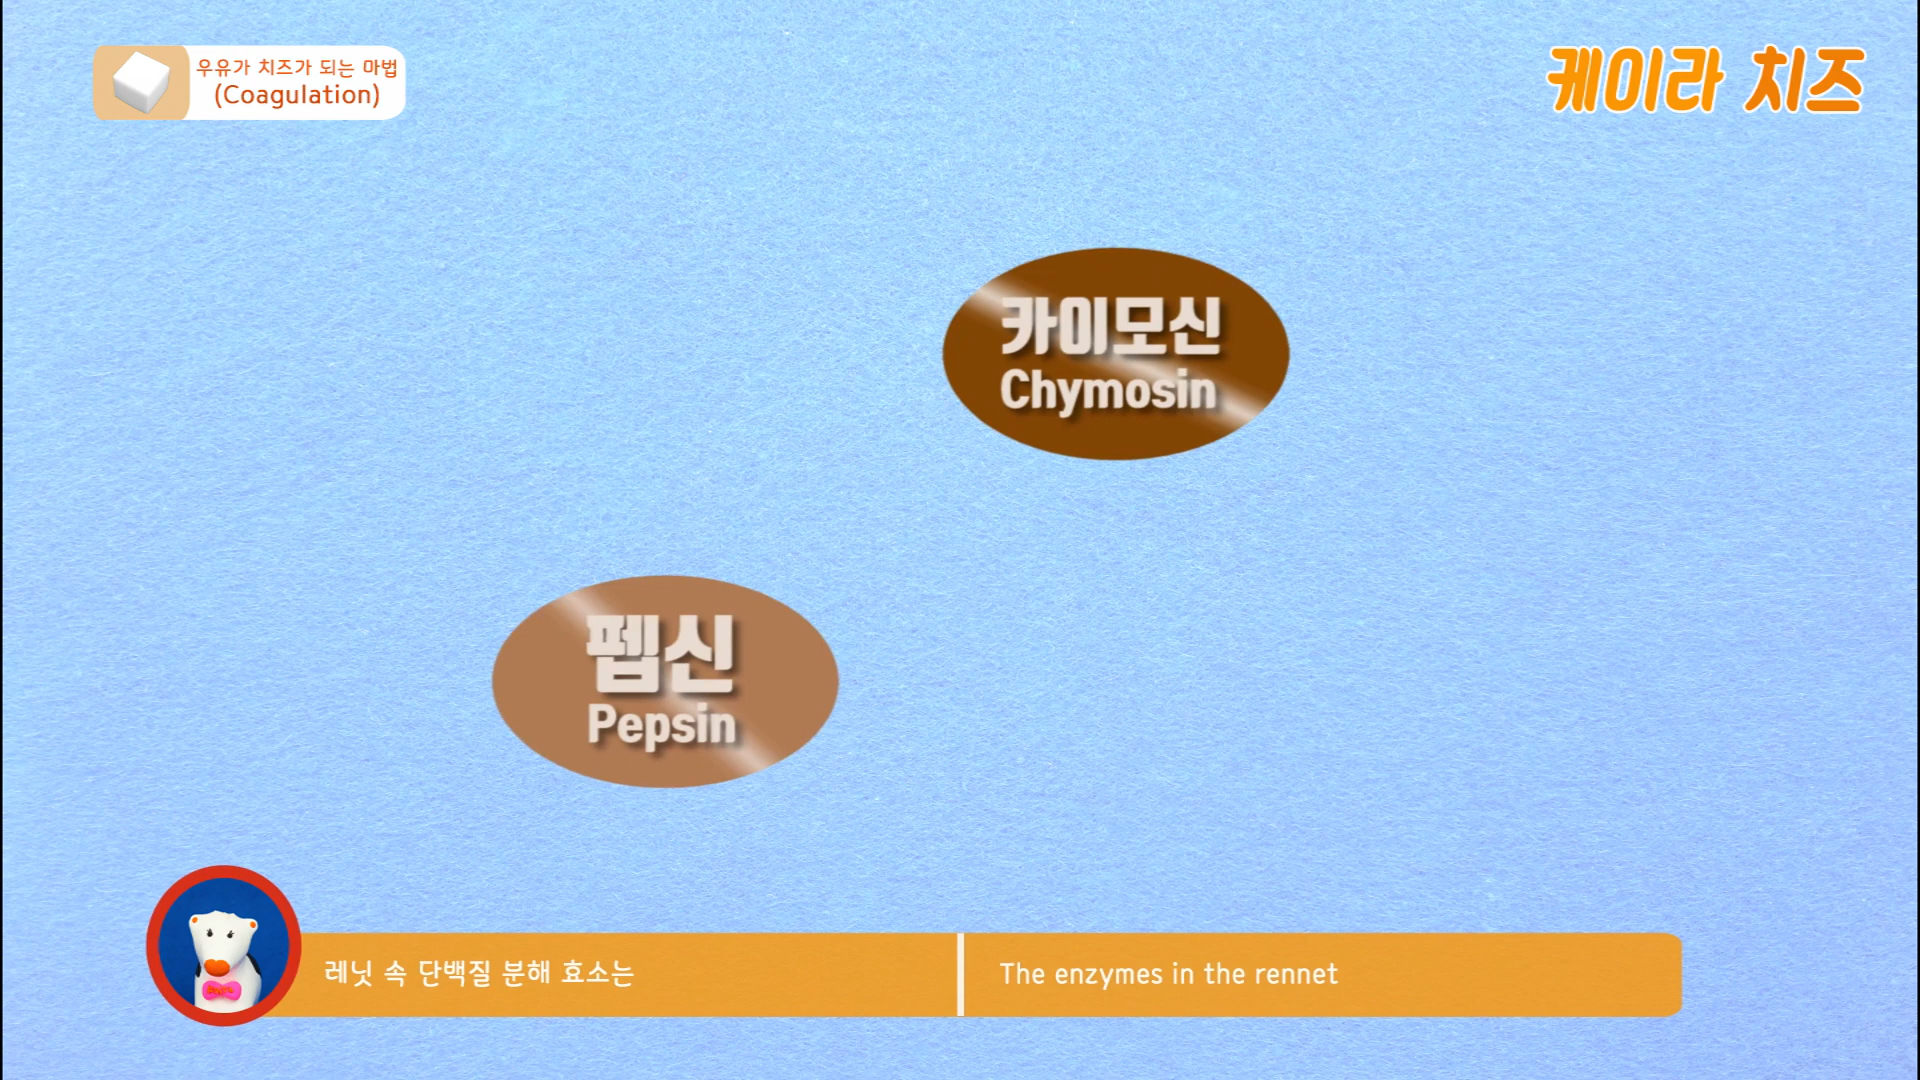 우유가 치즈가 되는 마법
(Coagulation)
케이라 치즈
카이모신
Chymosin
펩신
Pepsin
레닛 속 단백질 분해 효소는
The enzymes in the rennet